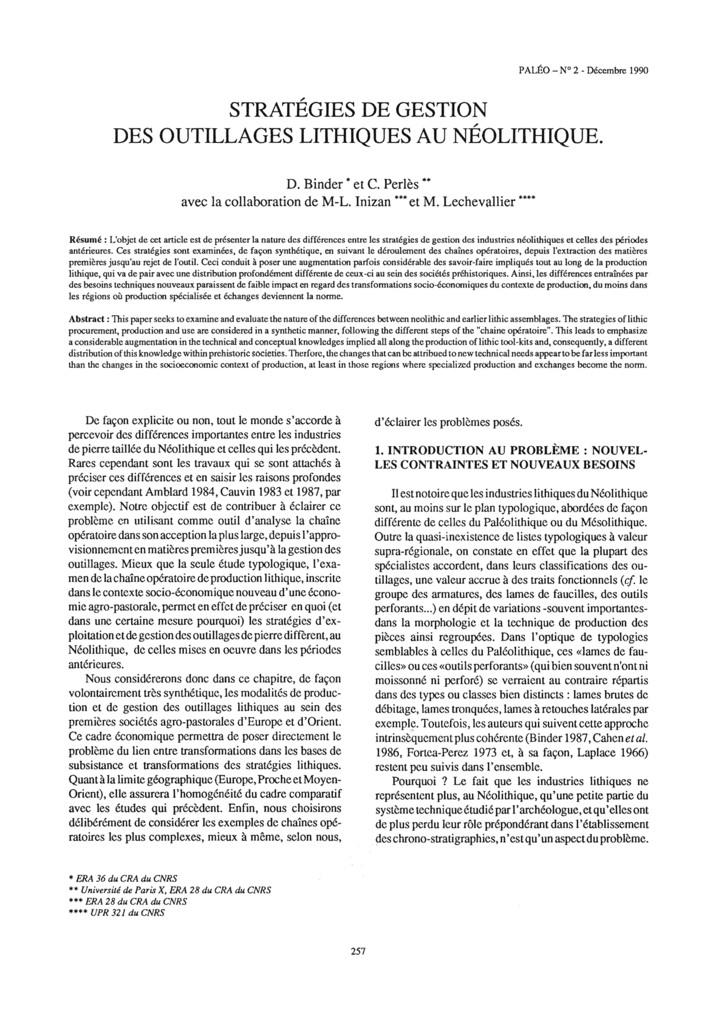 PALÉO – N° 2 - Décembre 1990
STRATÉGIES DE GESTION
DES OUTILLAGES LITHIQUES AU NÉOLITHIQUE.
D. Binder * et C. Perlès **
avec la collaboration de M-L. Inizan *** et M. Lechevallier ****
Résumé : L'objet de cet article est de présenter la nature des différences entre les stratégies de gestion des industries néolithiques et celles des périodes
antérieures. Ces stratégies sont examinées, de façon synthétique, en suivant le déroulement des chaînes opératoires, depuis l'extraction des matières
premières jusqu'au rejet de l'outil. Ceci conduit à poser une augmentation parfois considérable des savoir-faire impliqués tout au long de la production
lithique, qui va de pair avec une distribution profondément différente de ceux-ci au sein des sociétés préhistoriques. Ainsi, les différences entraînées par
des besoins techniques nouveaux paraissent de faible impact en regard des transformations socio-économiques du contexte de production, du moins dans
les régions où production spécialisée et échanges deviennent la norme.
Abstract : This paper seeks to examine and evaluate the nature of the differences between neolithic and earlier lithic assemblages. The strategies of lithic
procurement, production and use are considered in a synthetic manner, following the different steps of the "chaine opératoire". This leads to emphasize
a considerable augmentation in the technical and conceptual knowledges implied all along the production of lithic tool-kits and, consequently, a different
distribution of this knowledge within prehistoric societies. Therfore, the changes that can be attributed to new technical needs appear to be far less important
than the changes in the socioeconomic context of production, at least in those regions where specialized production and exchanges become the norm.
De façon explicite ou non, tout le monde s'accorde à
percevoir des différences importantes entre les industries
de pierre taillée du Néolithique et celles qui les précèdent.
Rares cependant sont les travaux qui se sont attachés à
préciser ces différences et en saisir les raisons profondes
(voir cependant Amblard 1984, Cauvin 1983 et 1987, par
exemple). Notre objectif est de contribuer à éclairer ce
problème en utilisant comme outil d'analyse la chaîne
opératoire dans son acception la plus large, depuis l'appro-
visionnement en matières premières jusqu'à la gestion des
outillages. Mieux que la seule étude typologique, l'exa-
men de la chaîne opératoire de production lithique, inscrite
dans le contexte socio-économique nouveau d'une écono-
mie agro-pastorale, permet en effet de préciser en quoi (et
dans une certaine mesure pourquoi) les stratégies d'ex-
ploitation et de gestion des outillages de pierre diffèrent, au
Néolithique, de celles mises en oeuvre dans les périodes
antérieures.
Nous considérerons donc dans ce chapitre, de façon
volontairement très synthétique, les modalités de produc-
tion et de gestion des outillages lithiques au sein des
premières sociétés agro-pastorales d'Europe et d'Orient.
Ce cadre économique permettra de poser directement le
problème du lien entre transformations dans les bases de
subsistance et transformations des stratégies lithiques.
Quant à la limite géographique (Europe, Proche et Moyen-
Orient), elle assurera l'homogénéité du cadre comparatif
avec les études qui précèdent. Enfin, nous choisirons
délibérément de considérer les exemples de chaînes opé-
ratoires les plus complexes, mieux à même, selon nous,
d'éclairer les problèmes posés.
1. INTRODUCTION AU PROBLÈME : NOUVEL-
LES CONTRAINTES ET NOUVEAUX BESOINS
Il est notoire que les industries lithiques du Néolithique
sont, au moins sur le plan typologique, abordées de façon
différente de celles du Paléolithique ou du Mésolithique.
Outre la quasi-inexistence de listes typologiques à valeur
supra-régionale, on constate en effet que la plupart des
spécialistes accordent, dans leurs classifications des ou-
tillages, une valeur accrue à des traits fonctionnels (cf. le
groupe des armatures, des lames de faucilles, des outils
perforants...) en dépit de variations -souvent importantes-
dans la morphologie et la technique de production des
pièces ainsi regroupées. Dans l'optique de typologies
semblables à celles du Paléolithique, ces «lames de fau-
cilles» ou ces «outils perforants» (qui bien souvent n'ont ni
moissonné ni perforé) se verraient au contraire répartis
dans des types ou classes bien distincts : lames brutes de
débitage, lames tronquées, lames à retouches latérales par
exemple. Toutefois, les auteurs qui suivent cette approche
intrinsèquement plus cohérente (Binder 1987, Cahen et al.
1986, Fortea-Perez 1973 et, à sa façon, Laplace 1966)
restent peu suivis dans l'ensemble.
Pourquoi ? Le fait que les industries lithiques ne
représentent plus, au Néolithique, qu'une petite partie du
système technique étudié par l'archéologue, et qu'elles ont
de plus perdu leur rôle prépondérant dans l'établissement
des chrono-stratigraphies, n'est qu'un aspect du problème.
* ERA 36 du CRA du CNRS
** Université de Paris X, ERA 28 du CRA du CNRS
*** ERA 28 du CRA du CNRS
**** UPR 321 du CNRS
257